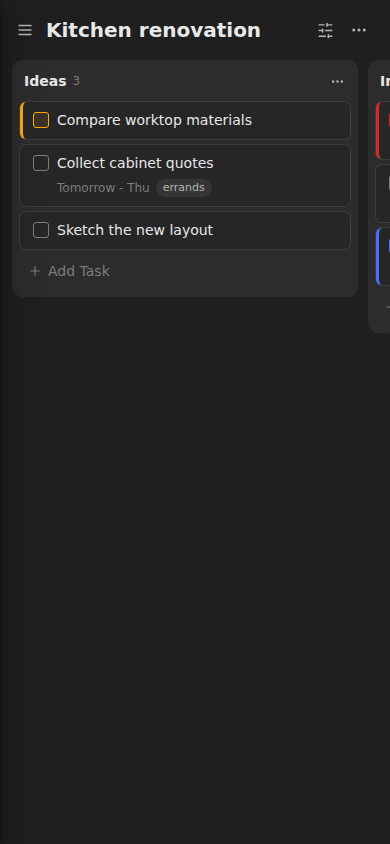 Kitchen renovation
Ideas 3
Compare worktop materials
Collect cabinet quotes
Tomorrow - Thu errands
Sketch the new layout
+ Add Task